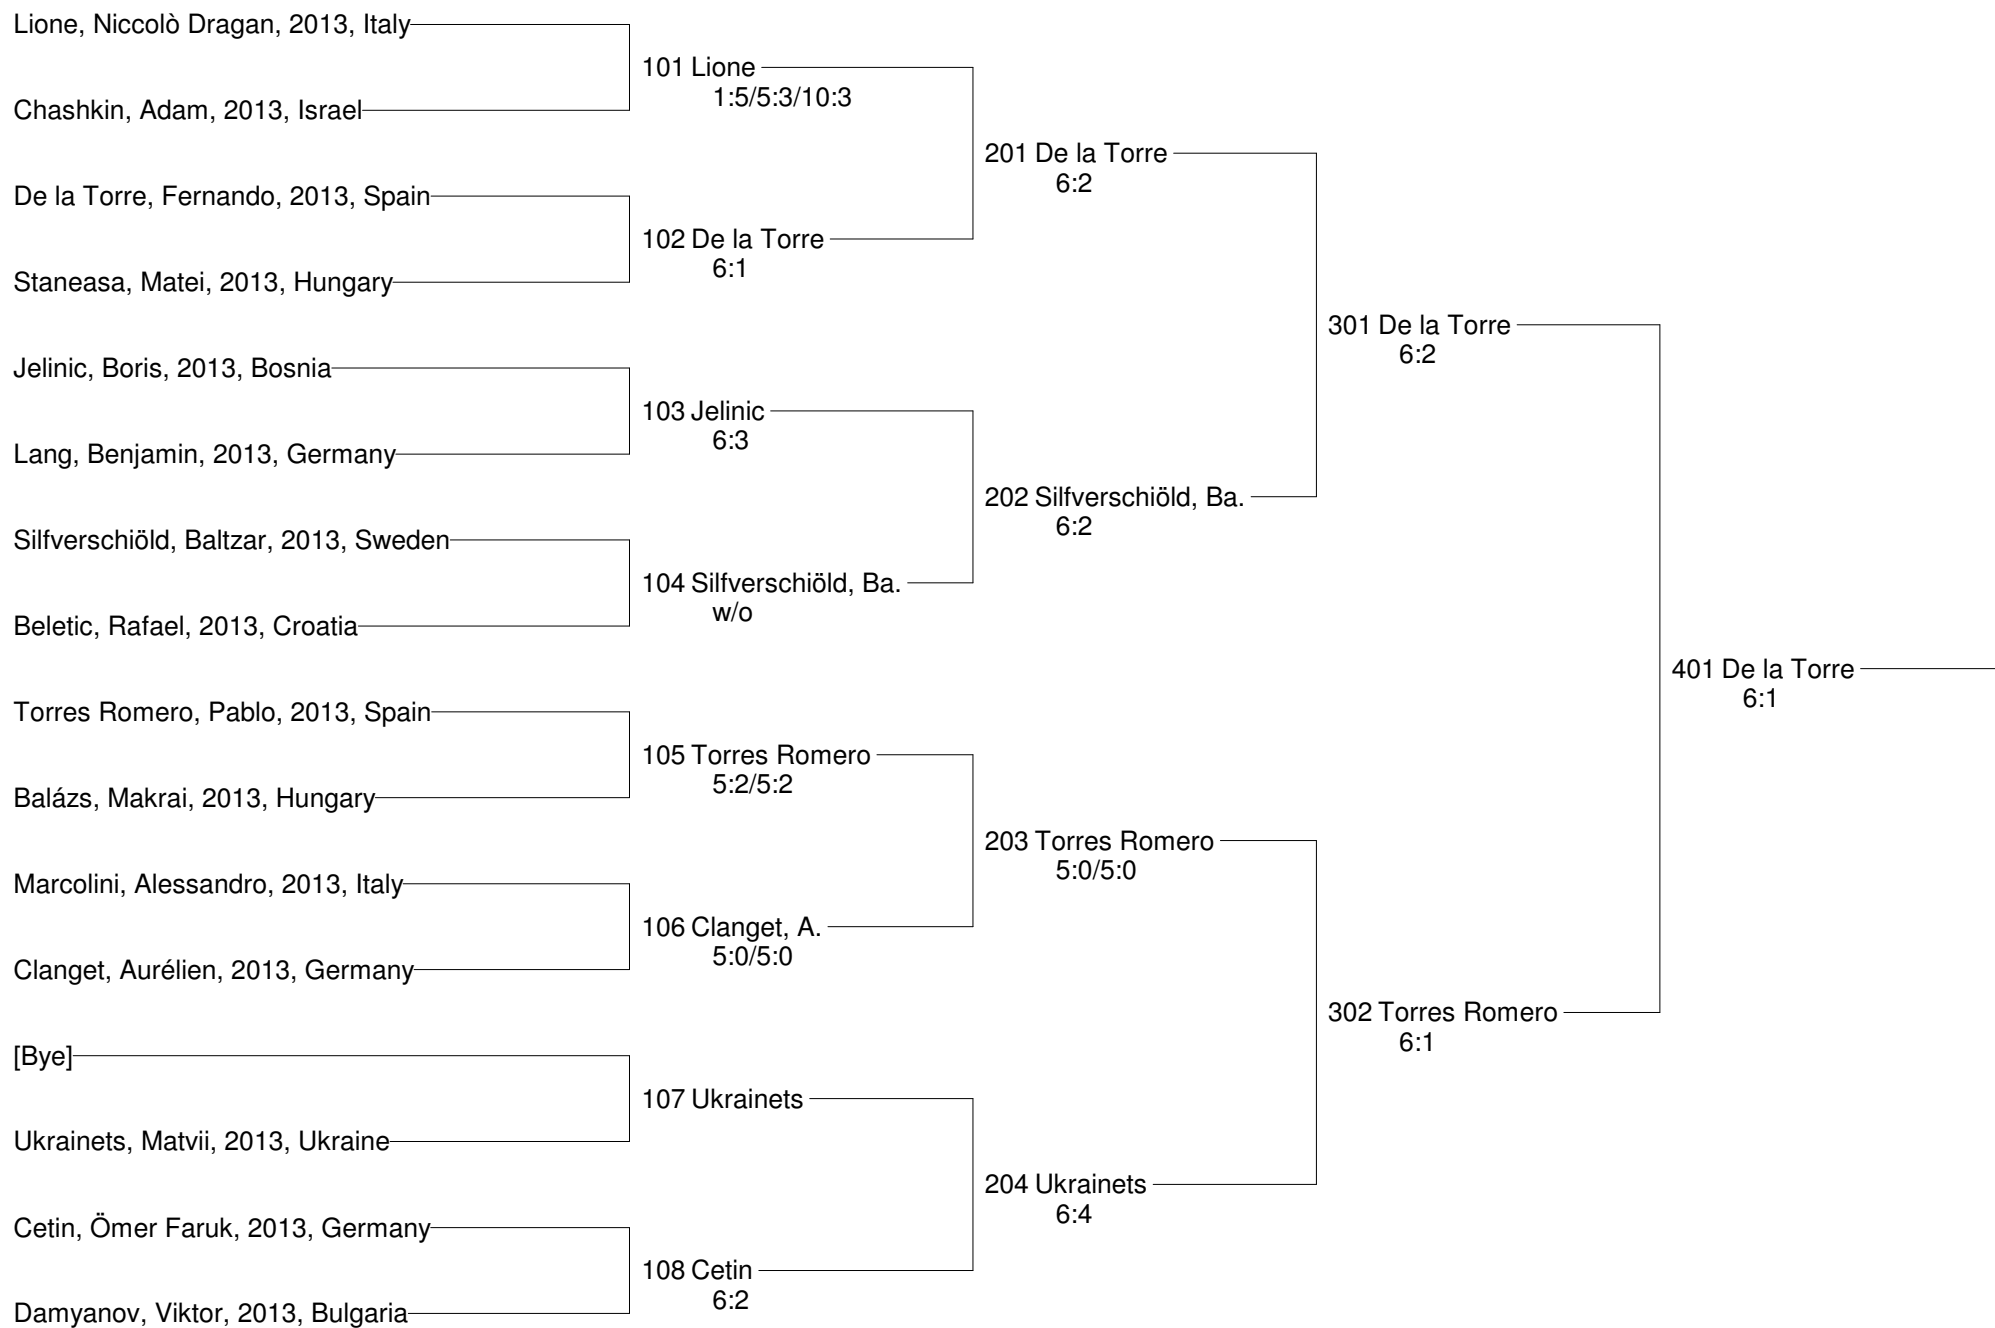 Lione, Niccolò Dragan, 2013, Italy
101 Lione
1:5/5:3/10:3
Chashkin, Adam, 2013, Israel
201 De la Torre
6:2
De la Torre, Fernando, 2013, Spain
102 De la Torre
6:1
Staneasa, Matei, 2013, Hungary
301 De la Torre
6:2
Jelinic, Boris, 2013, Bosnia
103 Jelinic
6:3
Lang, Benjamin, 2013, Germany
202 Silfverschiöld, Ba.
6:2
Silfverschiöld, Baltzar, 2013, Sweden
104 Silfverschiöld, Ba.
w/o
Beletic, Rafael, 2013, Croatia
401 De la Torre
6:1
Torres Romero, Pablo, 2013, Spain
105 Torres Romero
5:2/5:2
Balázs, Makrai, 2013, Hungary
203 Torres Romero
5:0/5:0
Marcolini, Alessandro, 2013, Italy
106 Clanget, A.
5:0/5:0
Clanget, Aurélien, 2013, Germany
302 Torres Romero
6:1
[Bye]
107 Ukrainets
Ukrainets, Matvii, 2013, Ukraine
204 Ukrainets
6:4
Cetin, Ömer Faruk, 2013, Germany
108 Cetin
6:2
Damyanov, Viktor, 2013, Bulgaria